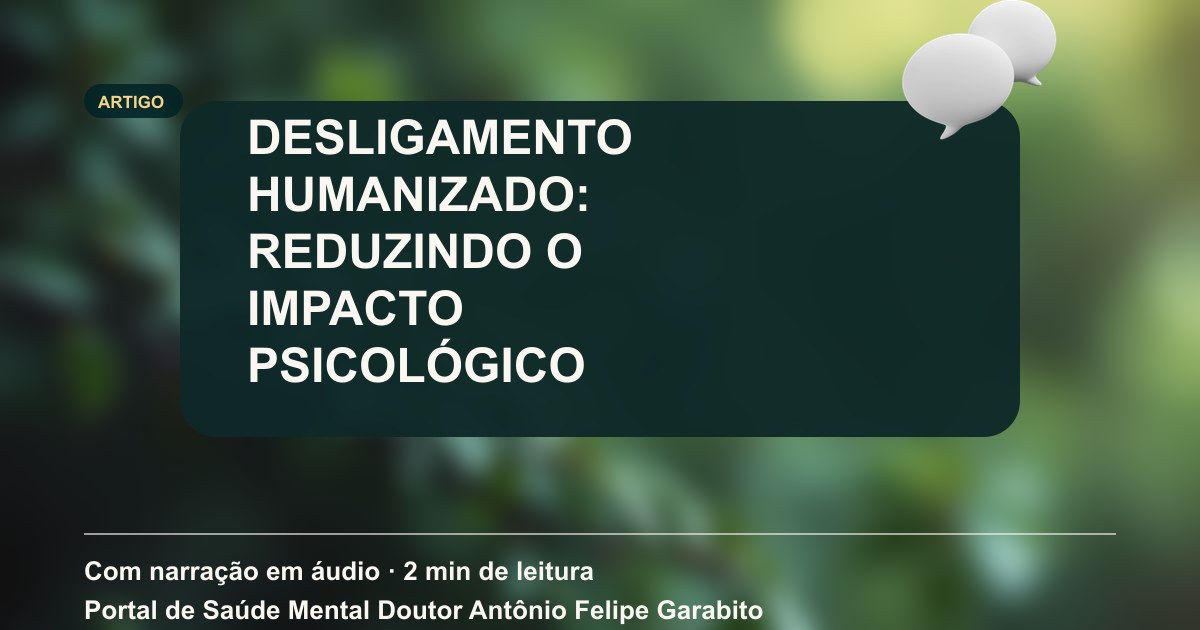 ARTIGO
DESLIGAMENTO
HUMANIZADO:
REDUZINDO O
IMPACTO
PSICOLÓGICO
Com narração em áudio · 2 min de leitura
Portal de Saúde Mental Doutor Antônio Felipe Garabito